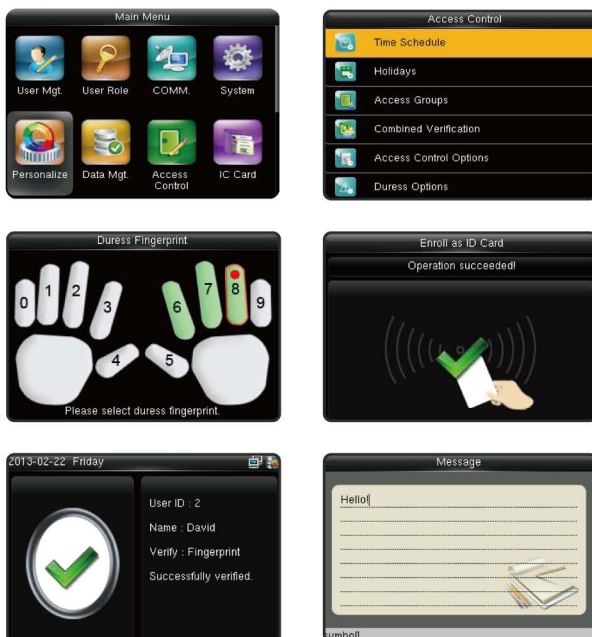 Main Menu
User Mgt.
User Role
COMM.
System
Personalize
Data Mgt.
Access
Control
IC Card
Access Control
Time Schedule
Holidays
Access Groups
Combined Verification
Access Control Options
Duress Options
Duress Fingerprint
0
1
2
3
4
5
6
7
8
9
Please select duress fingerprint.
Enroll as ID Card
Operation succeeded!
2013-02-22 Friday
User ID : 2
Name : David
Verify : Fingerprint
Successfully verified.
Message
Hello!
symbol]